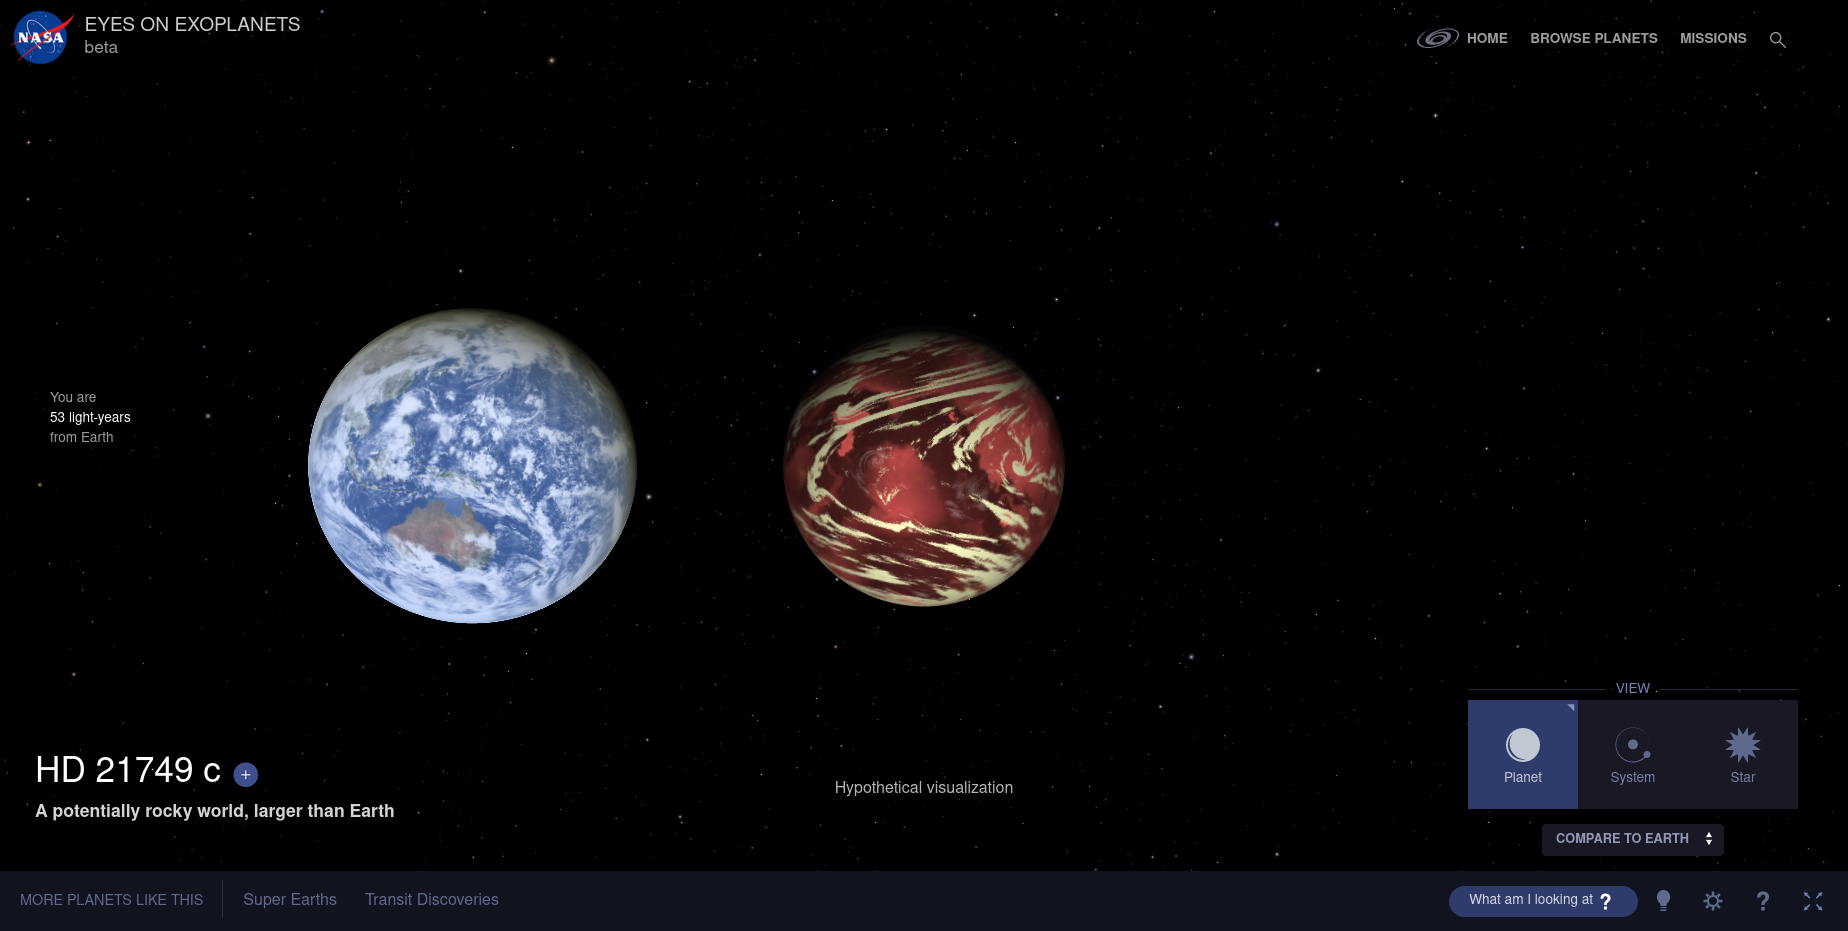 NASA
EYES ON EXOPLANETS
beta
HOME
BROWSE PLANETS
MISSIONS
You are
53 light-years
from Earth
HD 21749 c
+
A potentially rocky world, larger than Earth
Hypothetical visualization
VIEW
Planet
System
Star
COMPARE TO EARTH
MORE PLANETS LIKE THIS
Super Earths
Transit Discoveries
What am I looking at ?
?